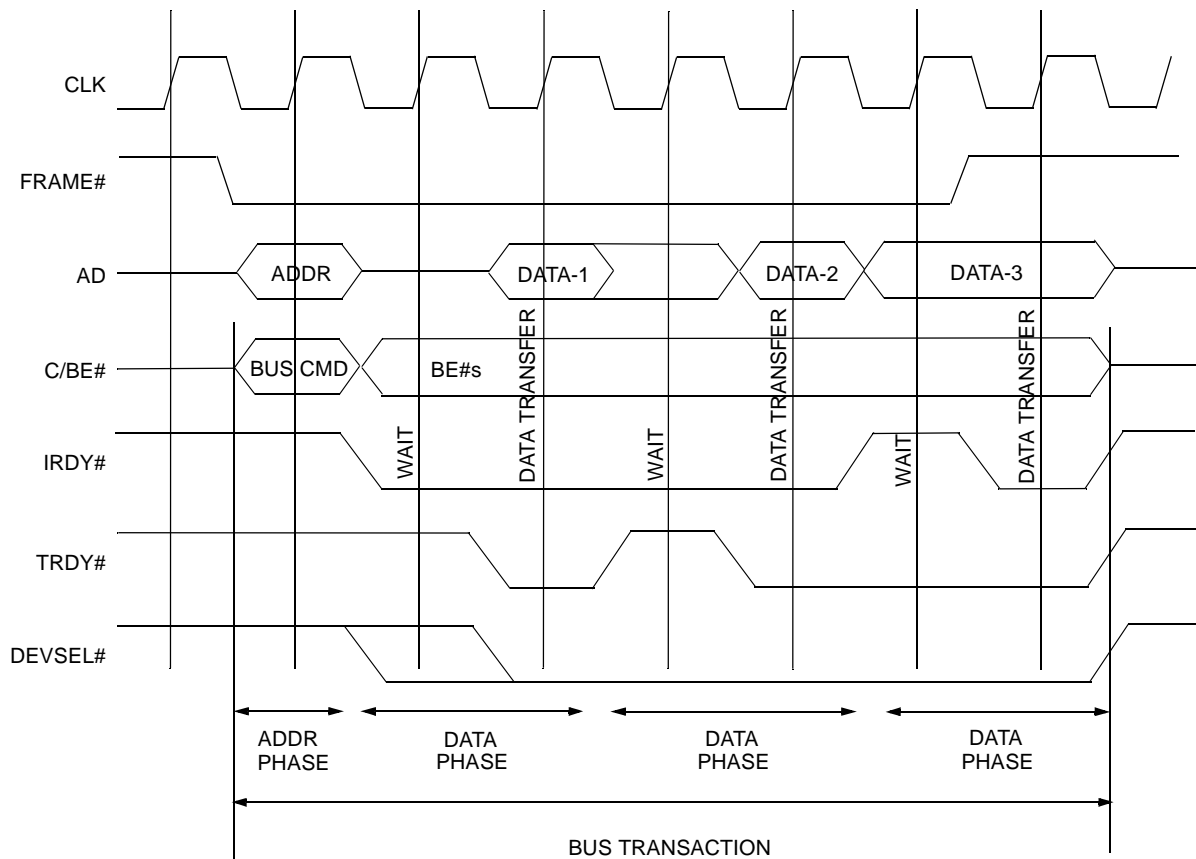 CLK
FRAME#
AD
ADDR
DATA-1
DATA-2
DATA-3
C/BE#
BUS CMD
BE#s
IRDY#
WAIT
DATA TRANSFER
WAIT
DATA TRANSFER
WAIT
DATA TRANSFER
TRDY#
DEVSEL#
ADDR
PHASE
DATA
PHASE
DATA
PHASE
DATA
PHASE
BUS TRANSACTION